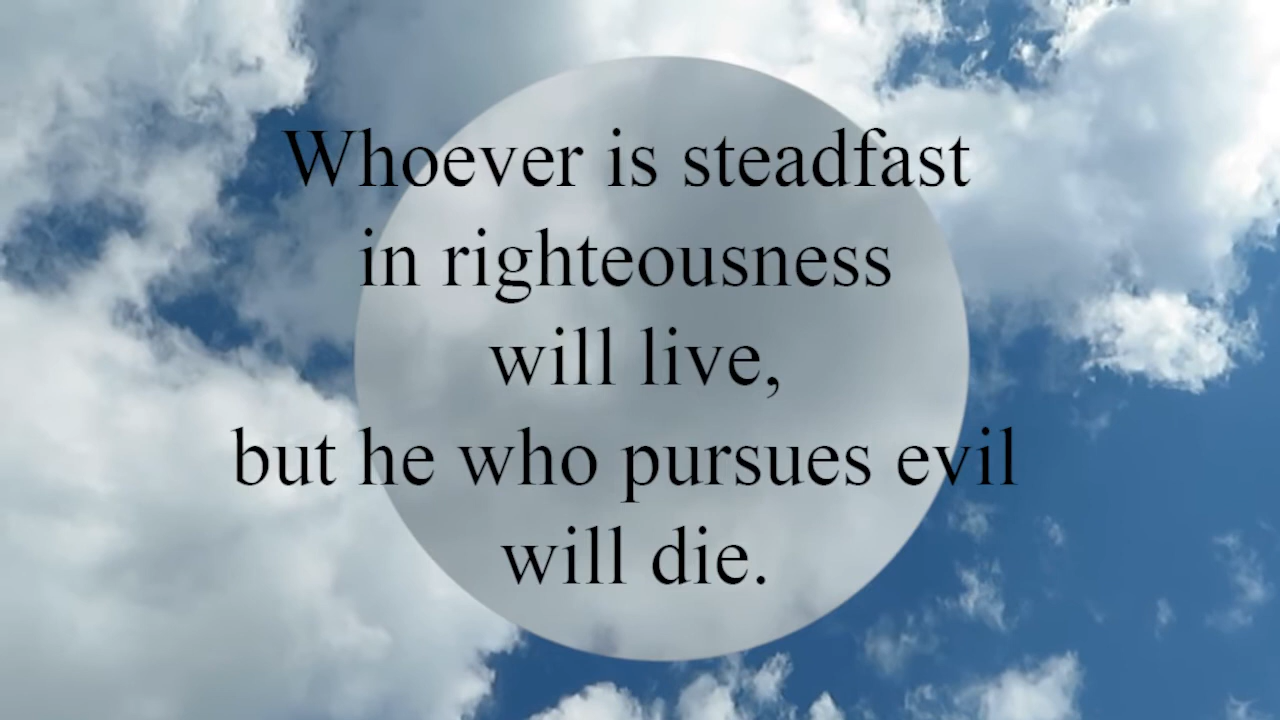 Whoever is steadfast
in righteousness
will live,
but he who pursues evil
will die.